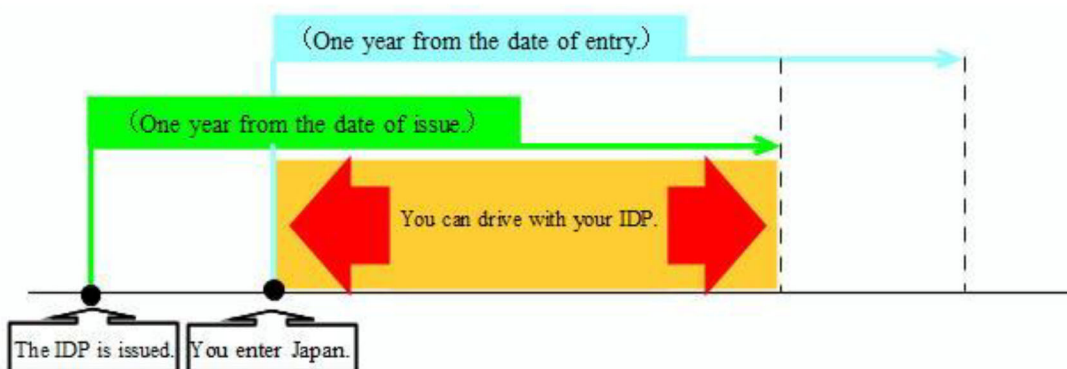 (One year from the date of entry.)
(One year from the date of issue.)
You can drive with your IDP.
The IDP is issued.
You enter Japan.